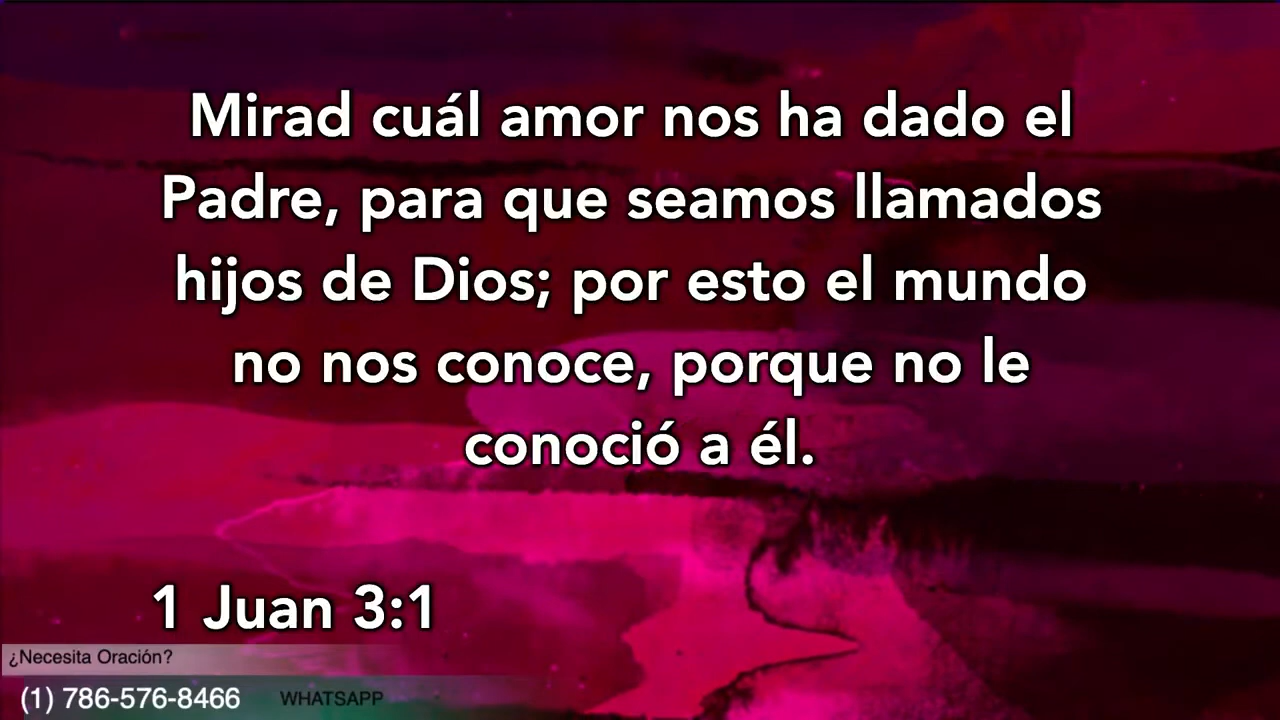 Mirad cuál amor nos ha dado el
Padre, para que seamos llamados
hijos de Dios; por esto el mundo
no nos conoce, porque no le
conoció a él.
1 Juan 3:1
¿Necesita Oración?
(1) 786-576-8466 WHATSAPP